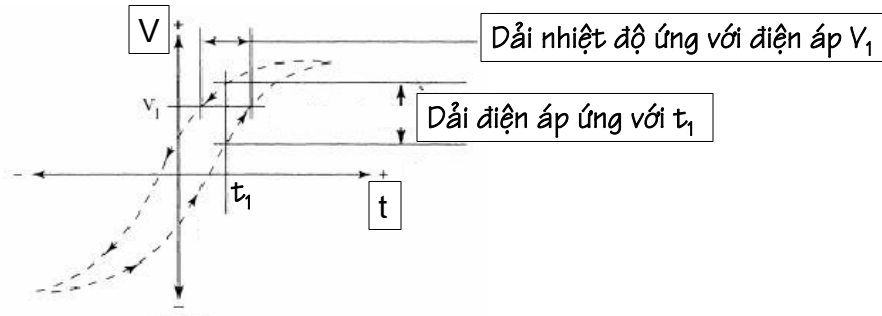 V
+
Dải nhiệt độ ứng với điện áp V1
V1
Dải điện áp ứng với t1
-
+
t1
t
-